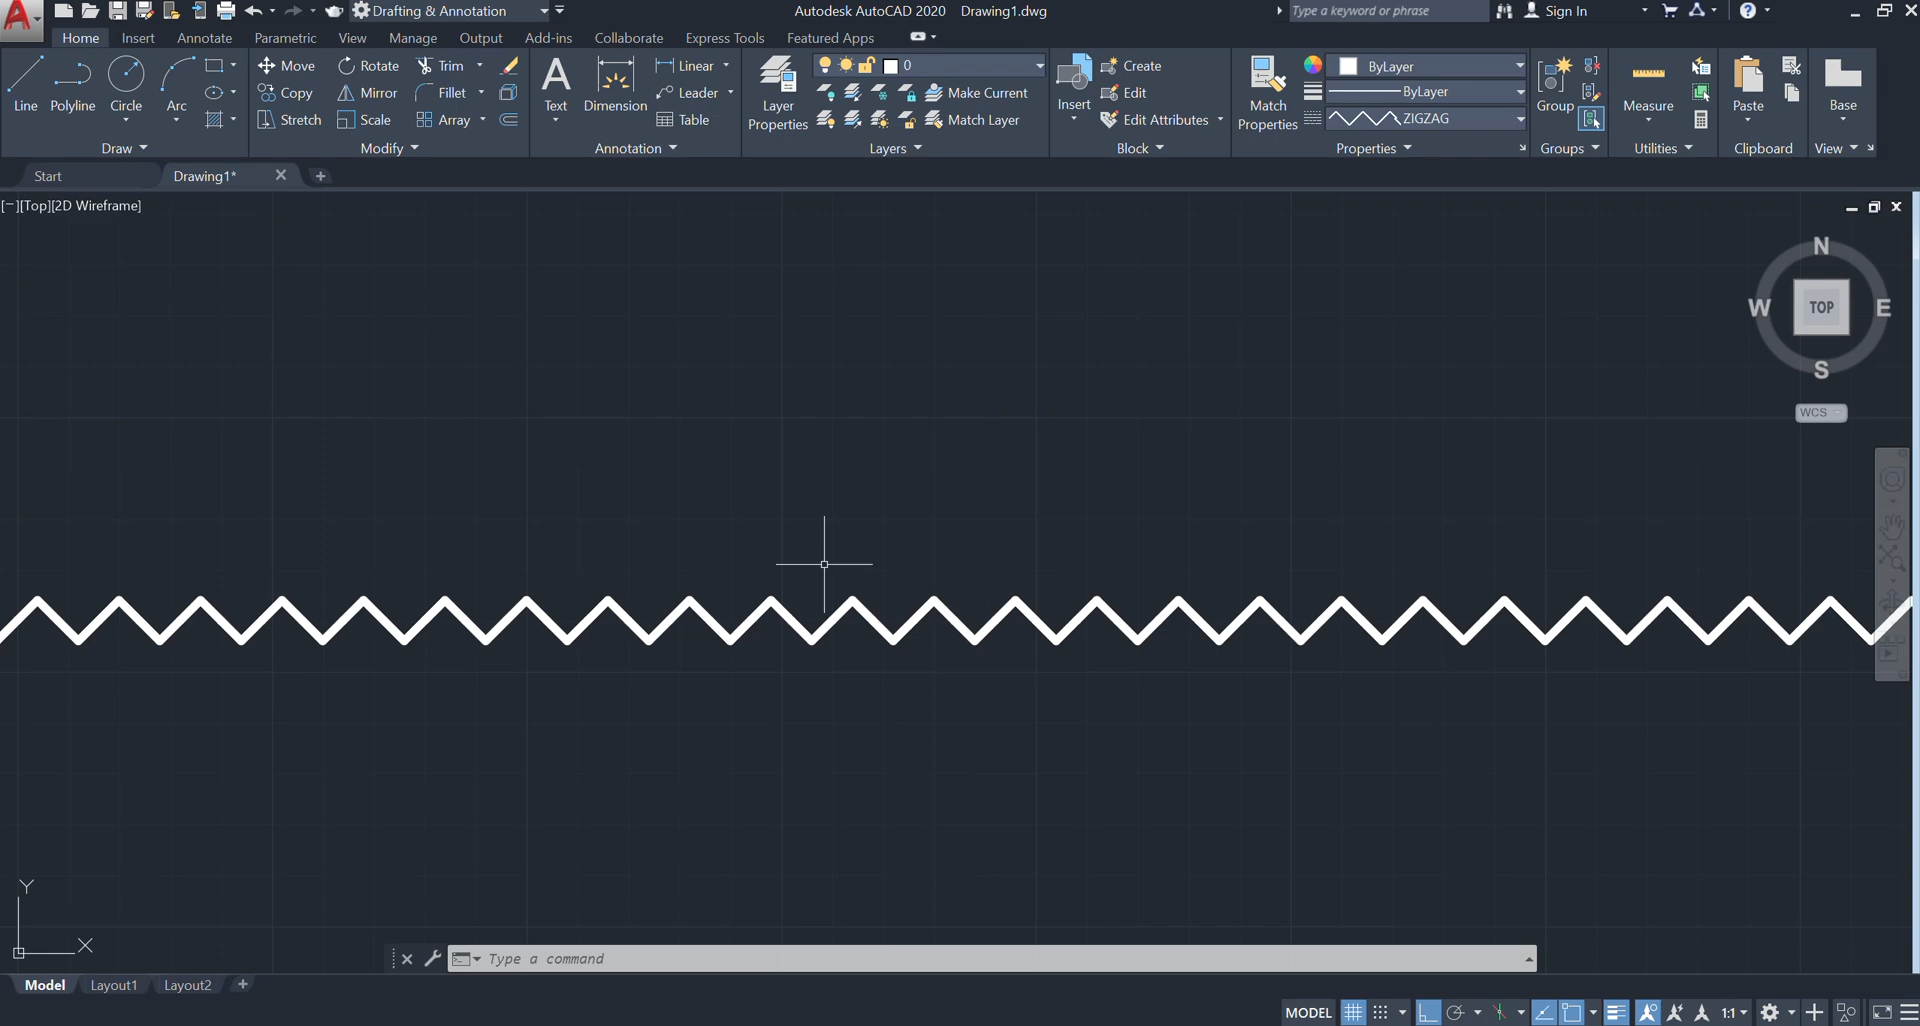 Drafting & Annotation
Autodesk AutoCAD 2020 Drawing1.dwg
Type a keyword or phrase
Sign In
Home Insert Annotate Parametric View Manage Output Add-ins Collaborate Express Tools Featured Apps
Line
Polyline
Circle
Arc
Draw
Move Rotate Trim
Copy Mirror Fillet
Stretch Scale Array
Modify
Text
Dimension
Linear
Leader
Table
Annotation
Layer
Properties
0
Make Current
Match Layer
Layers
Insert
Create
Edit
Edit Attributes
Block
Match
Properties
ByLayer
ByLayer
ZIGZAG
Properties
Group
Groups
Measure
Utilities
Paste
Clipboard
Base
View
Start Drawing1*
[−][Top][2D Wireframe]
N
W TOP E
S
WCS
Y
X
Type a command
Model Layout1 Layout2
MODEL 1:1